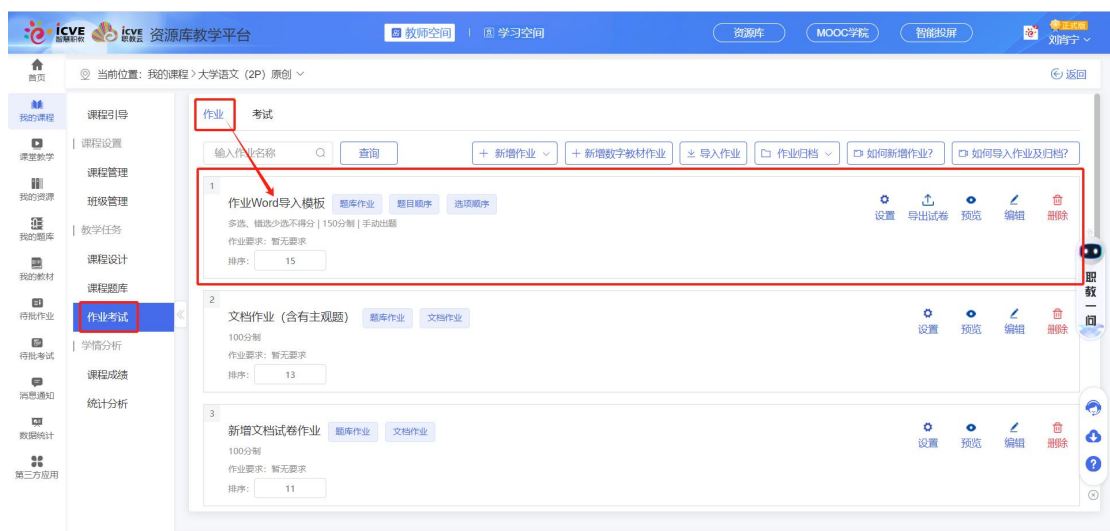 icve 智慧职教 icve 职教云 资源库教学平台 教师空间 学习空间 资源库 MOOC学院 智能投屏 正式版 刘肖宁
首页 当前位置：我的课程 > 大学语文（2P）原创 返回
我的课程
课堂教学
我的资源
我的题库
我的教材
待批作业
待批考试
消息通知
数据统计
第三方应用
课程引导
课程设置
课程管理
班级管理
教学任务
课程设计
课程题库
作业考试
学情分析
课程成绩
统计分析
作业 考试
输入作业名称 查询 + 新增作业 + 新增数字教材作业 导入作业 作业归档 如何新增作业? 如何导入作业及归档?
1
作业Word导入模板 题库作业 题目顺序 选项顺序
多选、错选少选不得分 | 150分制 | 手动出题
作业要求：暂无要求
排序： 15
设置 导出试卷 预览 编辑 删除
2
文档作业（含有主观题） 题库作业 文档作业
100分制
作业要求：暂无要求
排序： 13
设置 预览 编辑 删除
3
新增文档试卷作业 题库作业 文档作业
100分制
作业要求：暂无要求
排序： 11
设置 预览 编辑 删除
职教一问